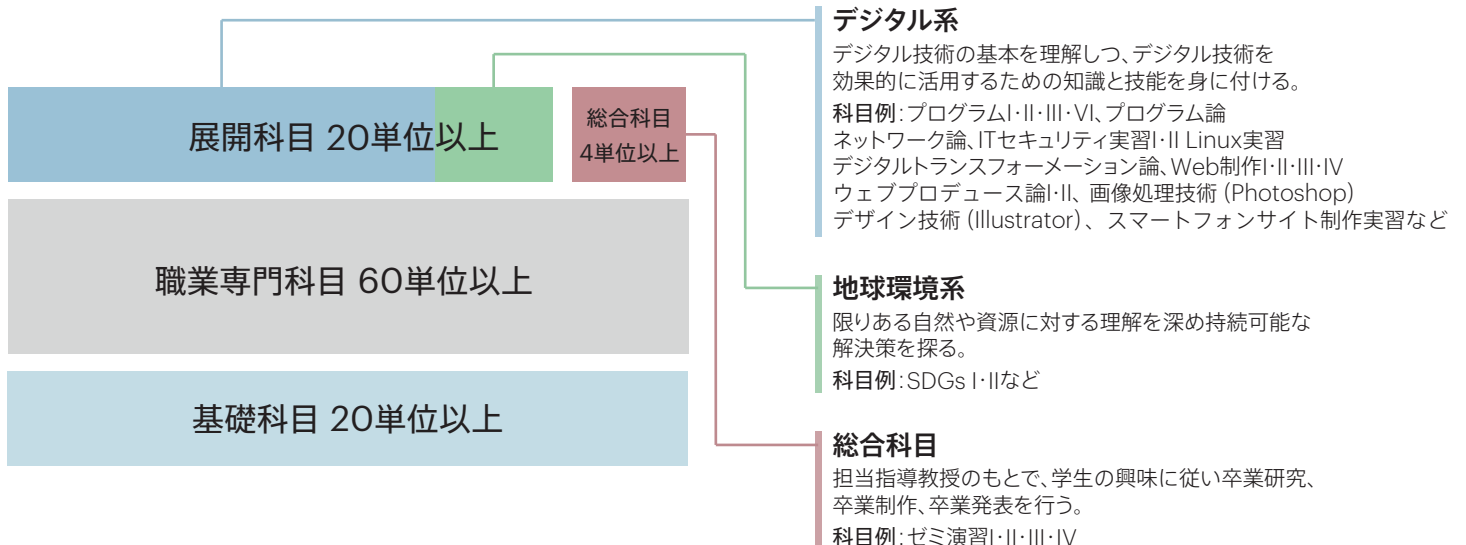 展開科目 20単位以上
総合科目
4単位以上
職業専門科目 60単位以上
基礎科目 20単位以上
デジタル系
デジタル技術の基本を理解しつつ、デジタル技術を
効果的に活用するための知識と技能を身に付ける。
科目例：プログラムI・II・III・VI、プログラム論
ネットワーク論、ITセキュリティ実習I・II Linux実習
デジタルトランスフォーメーション論、Web制作I・II・III・IV
ウェブプロデュース論I・II、画像処理技術 (Photoshop)
デザイン技術 (Illustrator) 、スマートフォンサイト制作実習など
地球環境系
限りある自然や資源に対する理解を深め持続可能な
解決策を探る。
科目例：SDGs I・IIなど
総合科目
担当指導教授のもとで、学生の興味に従い卒業研究、
卒業制作、卒業発表を行う。
科目例：ゼミ演習I・II・III・IV